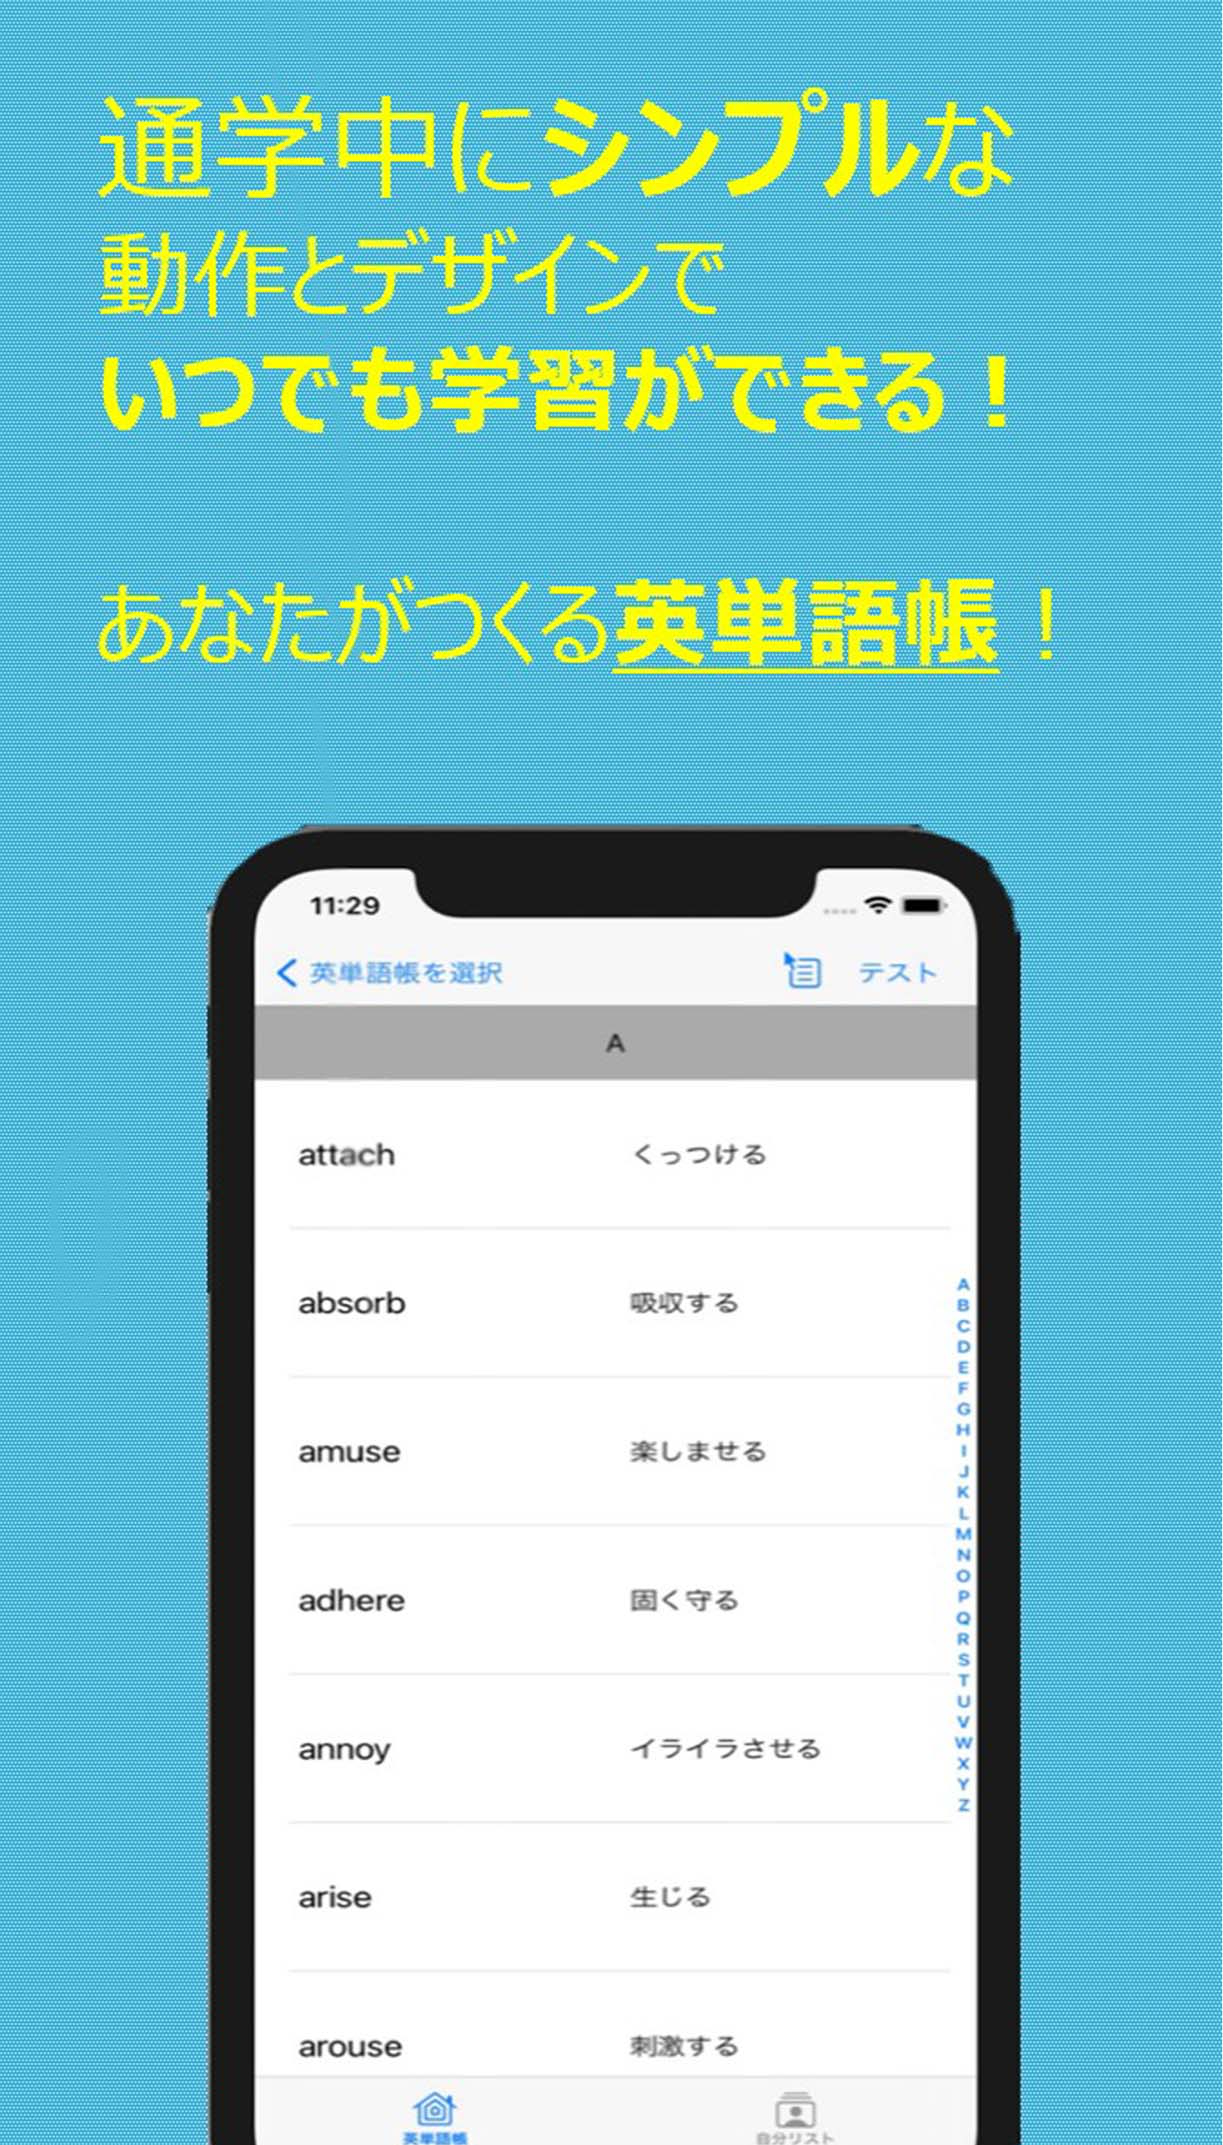 通学中にシンプルな
動作とデザインで
いつでも学習ができる！
あなたがつくる英単語帳！
11:29
英単語帳を選択 テスト
A
attach くっつける
absorb 吸収する
amuse 楽しませる
adhere 固く守る
annoy イライラさせる
arise 生じる
arouse 刺激する
A
B
C
D
E
F
G
H
I
J
K
L
M
N
O
P
Q
R
S
T
U
V
W
X
Y
Z
英単語帳 自分リスト